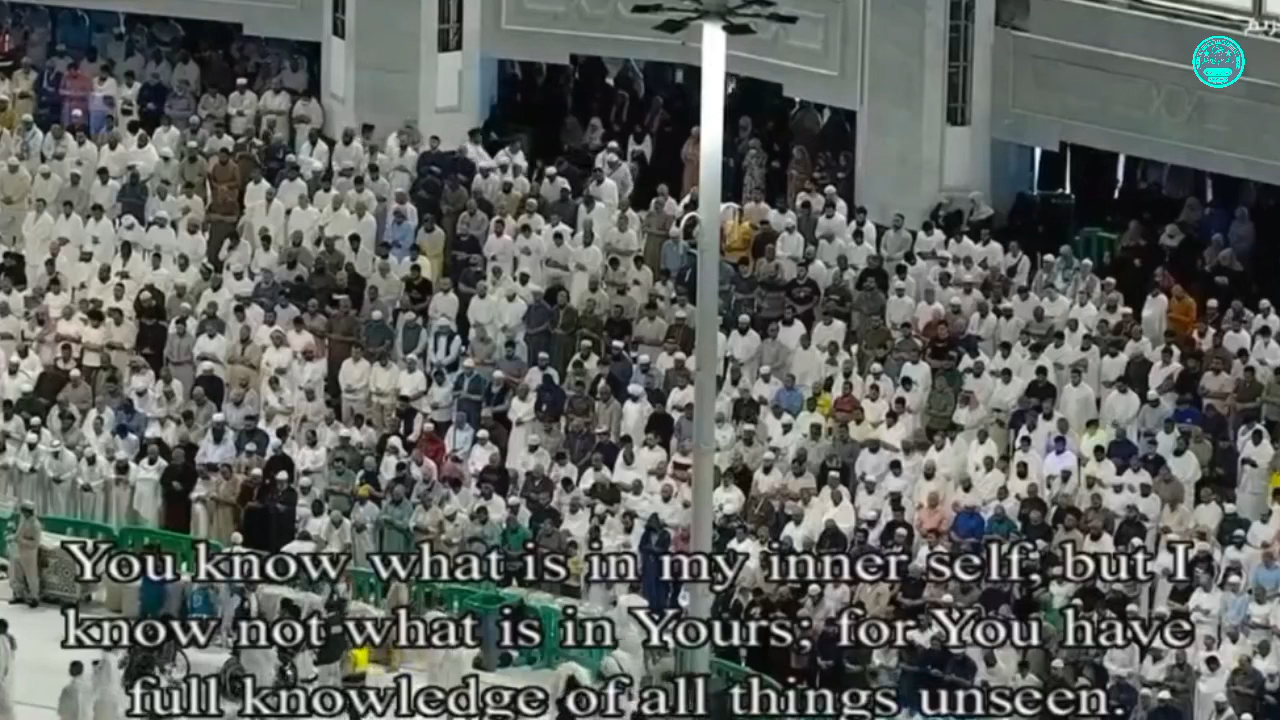 You know what is in my inner self, but I
know not what is in Yours; for You have
full knowledge of all things unseen.